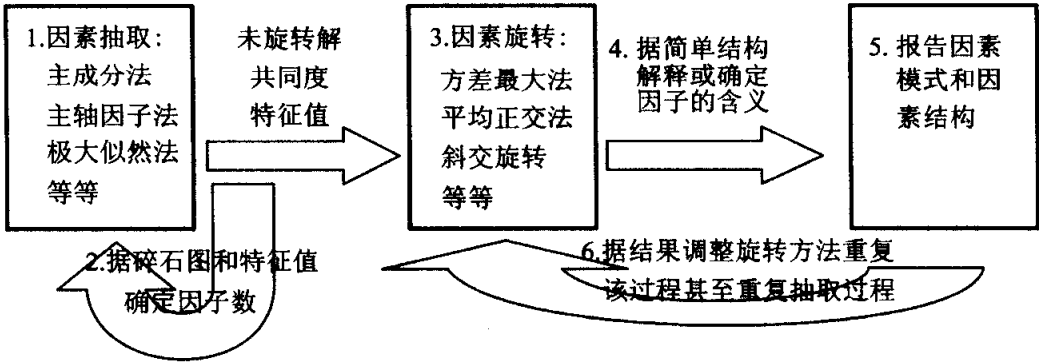 1.因素抽取：
主成分法
主轴因子法
极大似然法
等等
未旋转解
共同度
特征值
2.据碎石图和特征值
确定因子数
3.因素旋转：
方差最大法
平均正交法
斜交旋转
等等
4. 据简单结构
解释或确定
因子的含义
5. 报告因素
模式和因
素结构
6.据结果调整旋转方法重复
该过程甚至重复抽取过程